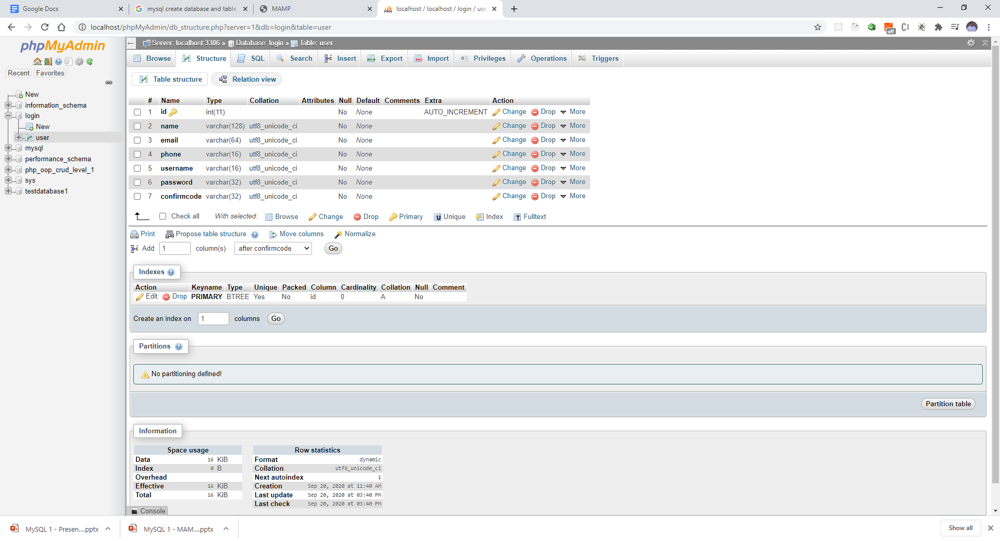 Google Docs
mysql create database and table
MAMP
localhost / localhost / login / use
localhost/phpMyAdmin/db_structure.php?server=1&db=login&table=user
off
phpMyAdmin
Server: localhost:3306 » Database: login » Table: user
Browse Structure SQL Search Insert Export Import Privileges Operations Triggers
Recent Favorites
New
information_schema
login
New
user
mysql
performance_schema
php_oop_crud_level_1
sys
testdatabase1
Table structure Relation view
# Name Type Collation Attributes Null Default Comments Extra Action
1 id int(11) No None AUTO_INCREMENT Change Drop More
2 name varchar(128) utf8_unicode_ci No None Change Drop More
3 email varchar(64) utf8_unicode_ci No None Change Drop More
4 phone varchar(16) utf8_unicode_ci No None Change Drop More
5 username varchar(16) utf8_unicode_ci No None Change Drop More
6 password varchar(32) utf8_unicode_ci No None Change Drop More
7 confirmcode varchar(32) utf8_unicode_ci No None Change Drop More
Check all With selected: Browse Change Drop Primary Unique Index Fulltext
Print Propose table structure Move columns Normalize
Add 1 column(s) after confirmcode Go
Indexes
Action Keyname Type Unique Packed Column Cardinality Collation Null Comment
Edit Drop PRIMARY BTREE Yes No id 0 A No
Create an index on 1 columns Go
Partitions
No partitioning defined!
Partition table
Information
Space usage
Data 16 KiB
Index 0 B
Overhead
Effective 16 KiB
Total 16 KiB
Row statistics
Format dynamic
Collation utf8_unicode_ci
Next autoindex 1
Creation Sep 20, 2020 at 11:40 AM
Last update Sep 20, 2020 at 03:40 PM
Last check Sep 20, 2020 at 03:40 PM
Console
MySQL 1 - Presen....pptx
MySQL 1 - MAM....pptx
Show all